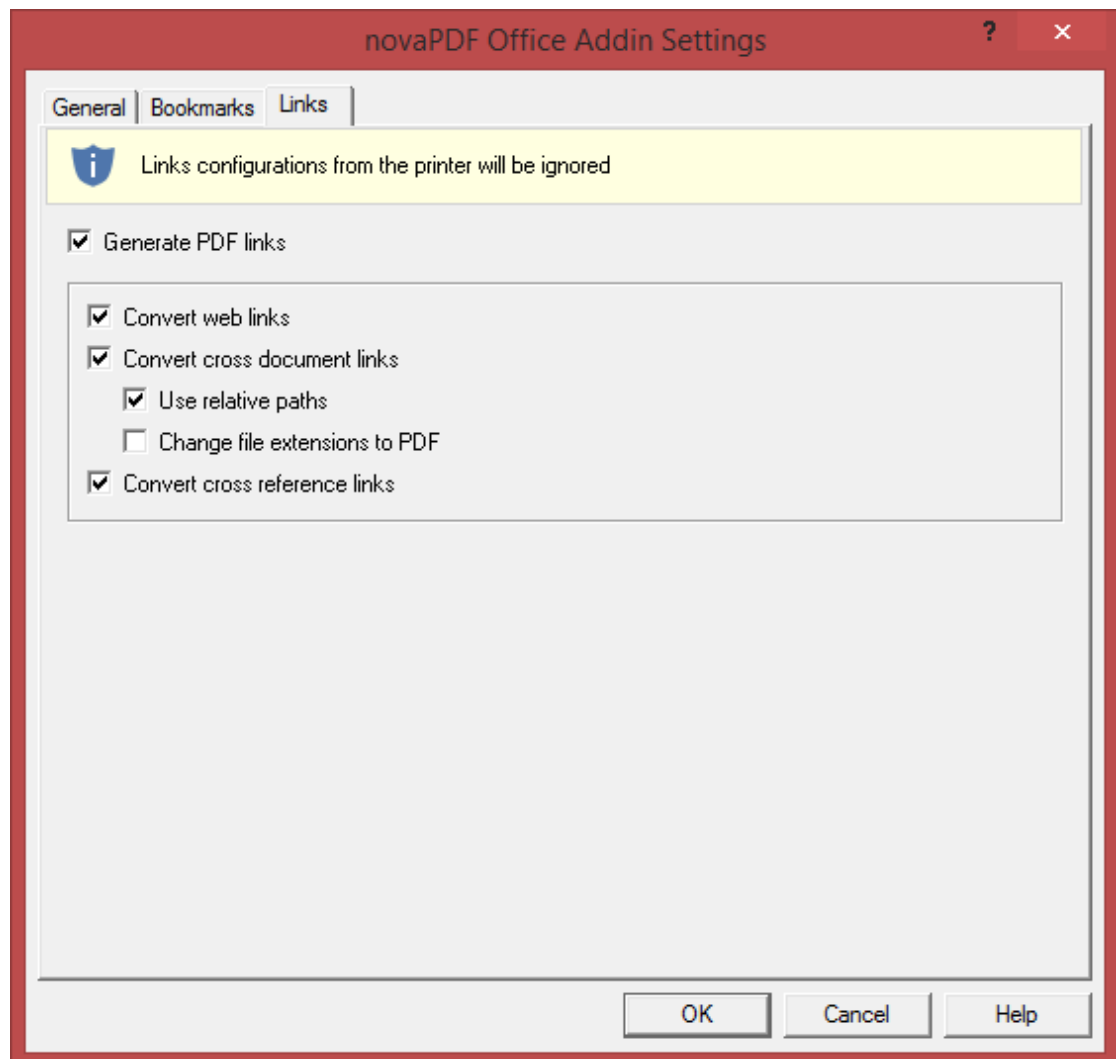 novaPDF Office Addin Settings
?
General Bookmarks Links
Links configurations from the printer will be ignored
Generate PDF links
Convert web links
Convert cross document links
Use relative paths
Change file extensions to PDF
Convert cross reference links
OK Cancel Help